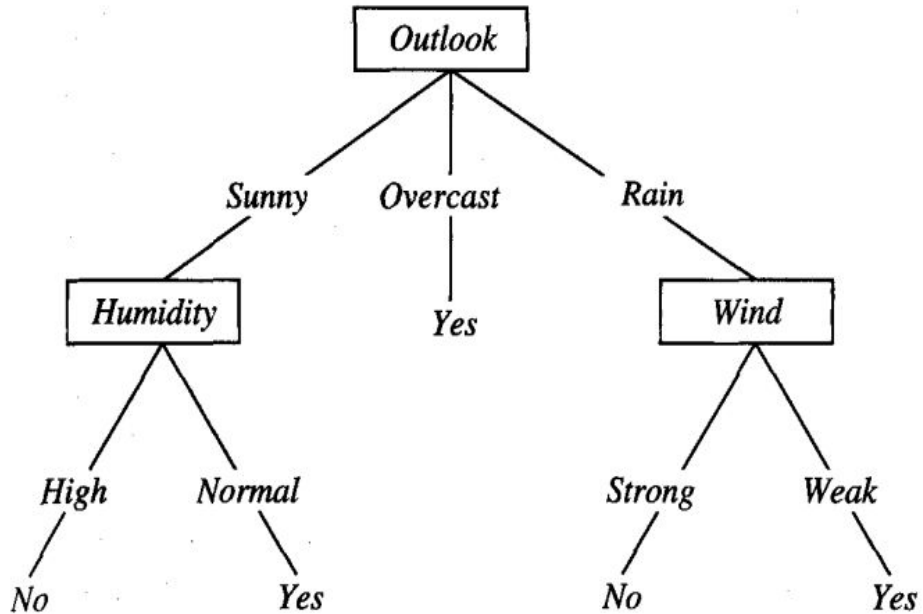 Outlook
Sunny Overcast Rain
Humidity Yes Wind
High Normal Strong Weak
No Yes No Yes